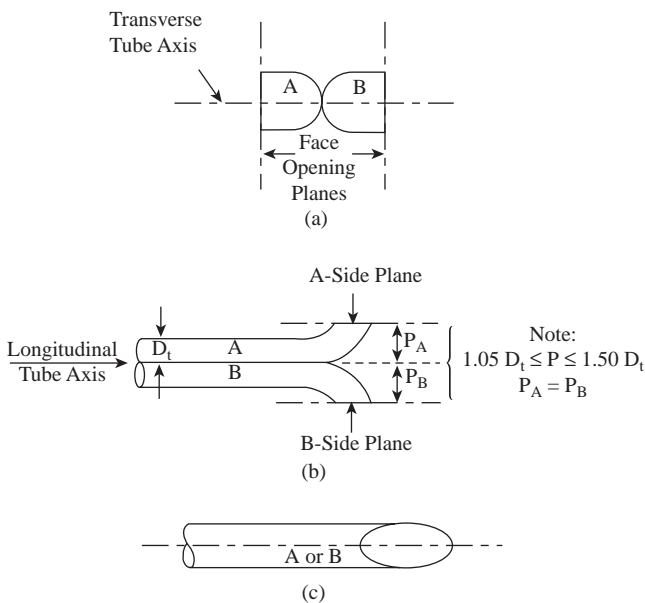 Transverse
Tube Axis
A
B
Face
Opening
Planes
(a)
A-Side Plane
Longitudinal
Tube Axis
D_t
A
B
P_A
P_B
Note:
1.05 D_t ≤ P ≤ 1.50 D_t
P_A = P_B
B-Side Plane
(b)
A or B
(c)